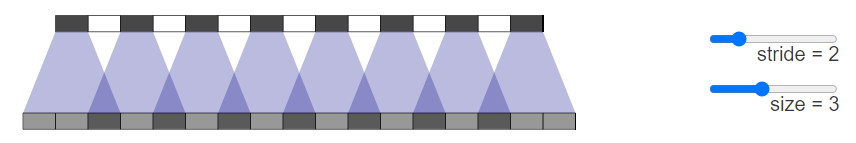 stride = 2
size = 3